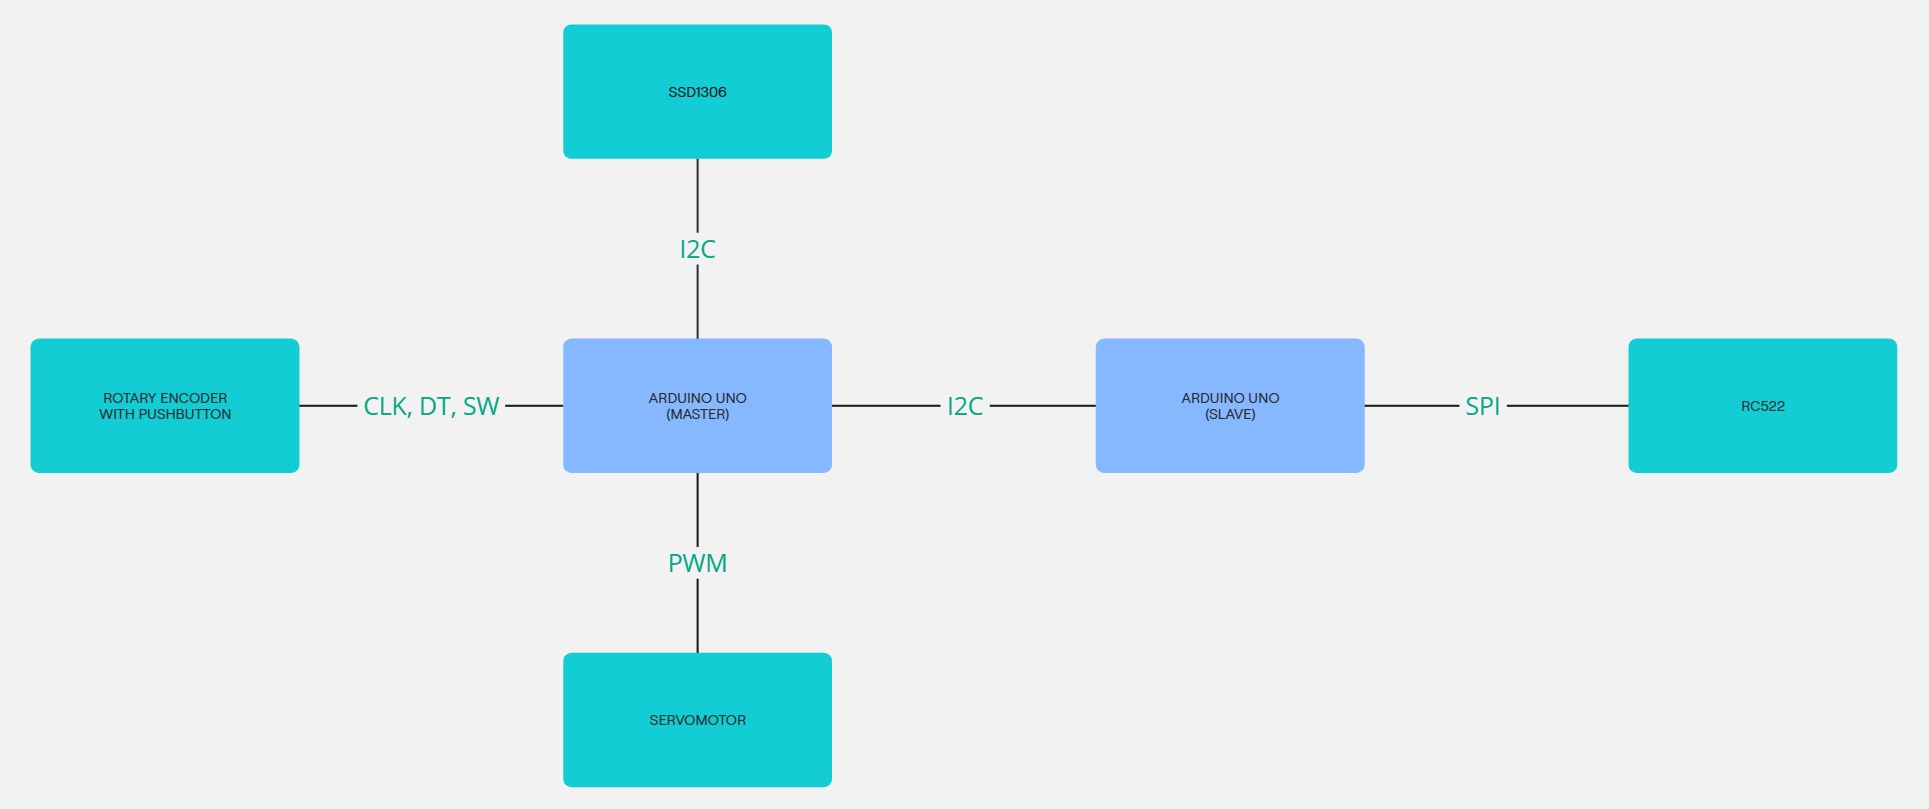 SSD1306
I2C
ROTARY ENCODER
WITH PUSHBUTTON
CLK, DT, SW
ARDUINO UNO
(MASTER)
I2C
ARDUINO UNO
(SLAVE)
SPI
RC522
PWM
SERVOMOTOR